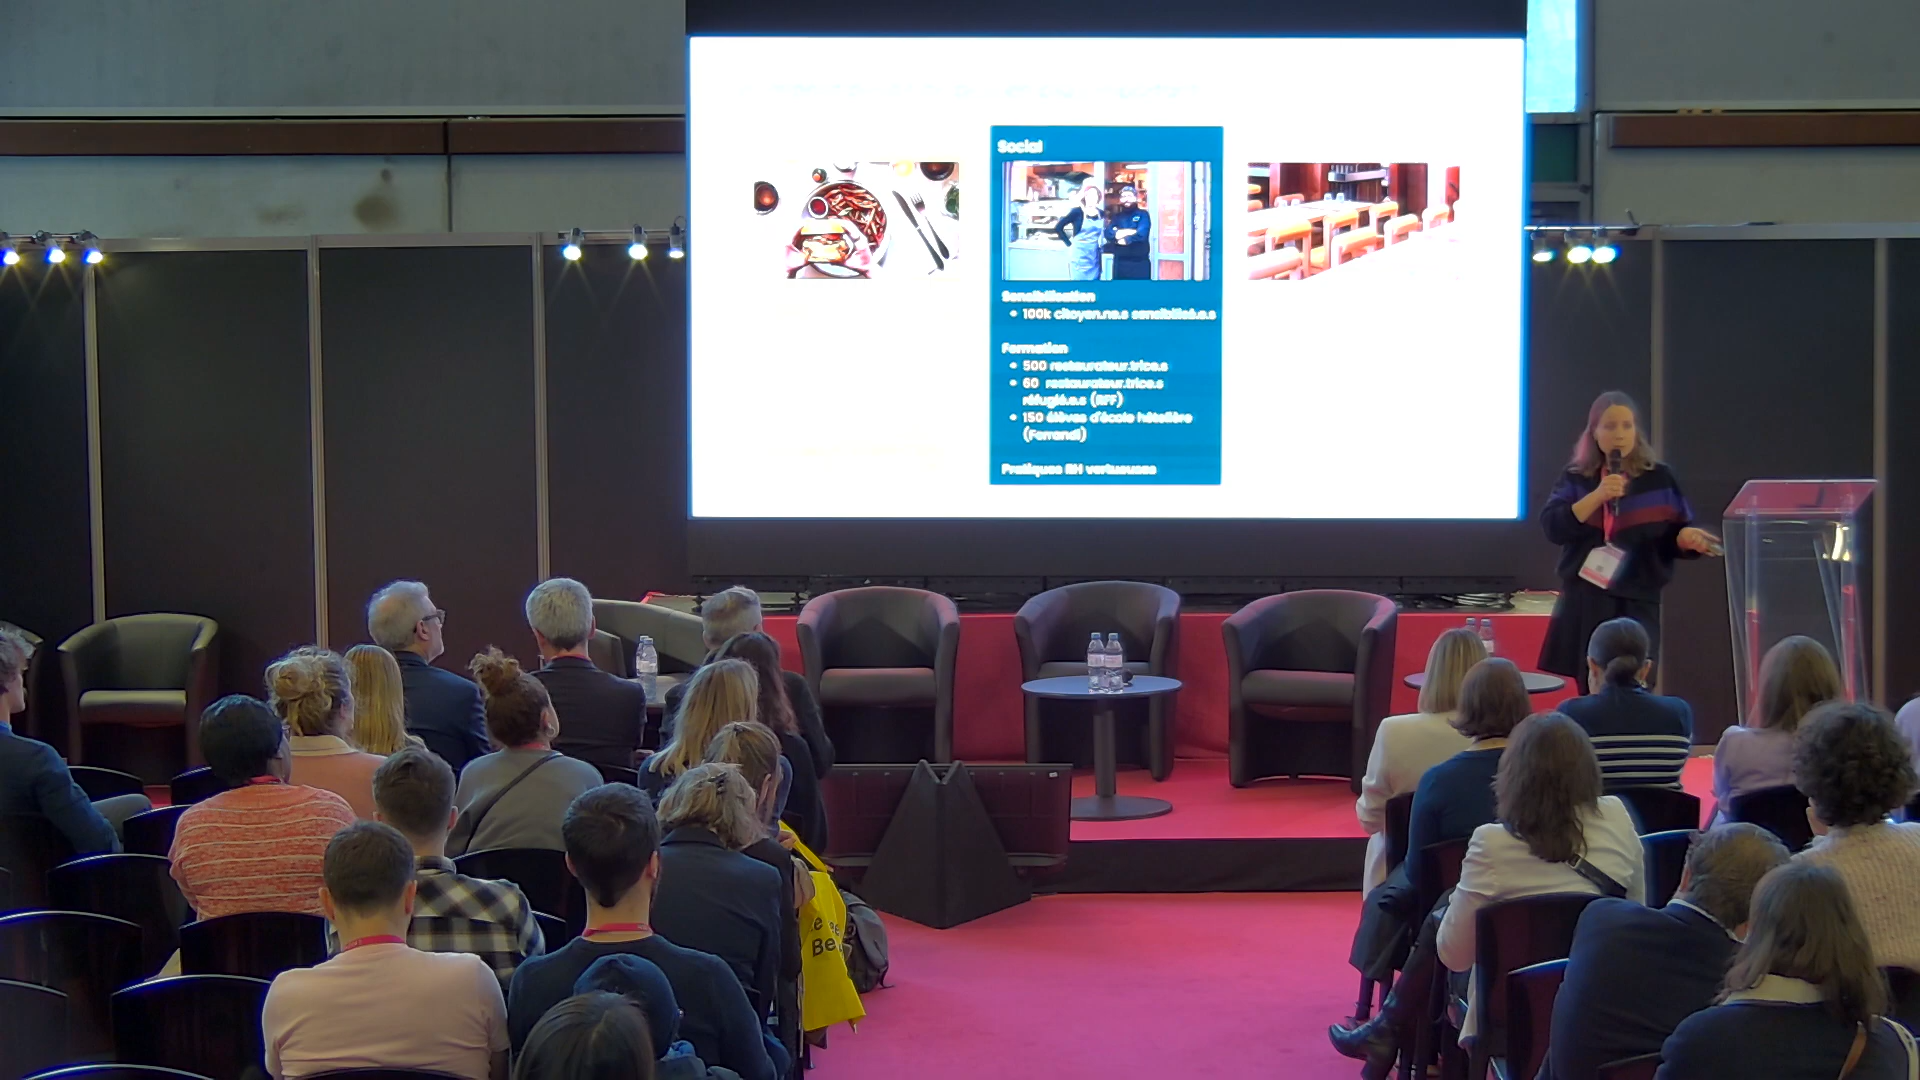 Social
Sensibilisation
• 100k citoyen.ne.s sensibilisé.e.s
Formation
• 500 restaurateur.trice.s
• 60 restaurateur.trice.s
réfugié.e.s (RFF)
• 150 élèves d'école hôtelière
(Ferrandi)
Pratiques RH vertueuses
Be